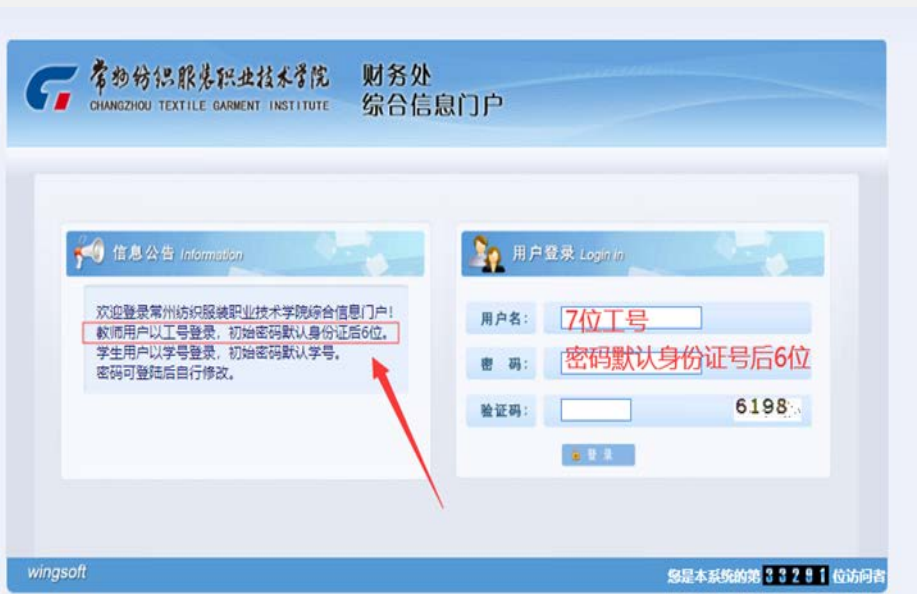 常州纺织服装职业技术学院
CHANGZHOU TEXTILE GARMENT INSTITUTE
财务处
综合信息门户
信息公告 Information
欢迎登录常州纺织服装职业技术学院综合信息门户!
教师用户以工号登录，初始密码默认身份证后6位。
学生用户以学号登录，初始密码默认学号。
密码可登陆后自行修改。
用户登录 Login in
用户名：
7位工号
密 码：
密码默认身份证号后6位
验证码：
6198
登 录
wingsoft
您是本系统的第 33291 位访问者